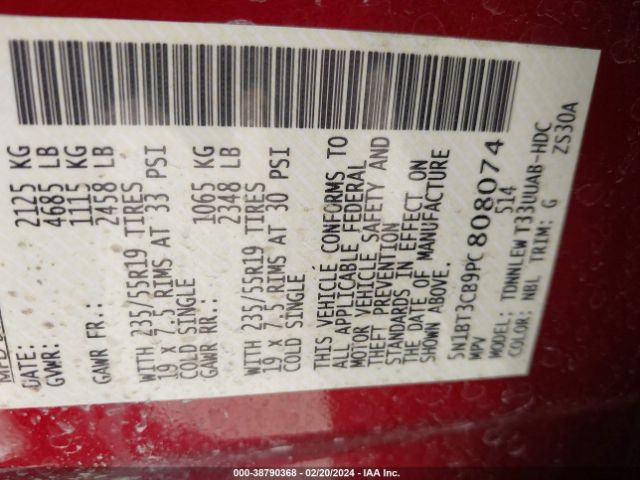 MFD
DATE:
GVWR: 2125 KG
4685 LB
GAWR FR.: 1115 KG
2458 LB
WITH 235/55R19 TIRES
19 X 7.5 RIMS AT 33 PSI
COLD SINGLE
GAWR RR.: 1065 KG
2348 LB
WITH 235/55R19 TIRES
19 X 7.5 RIMS AT 30 PSI
COLD SINGLE
THIS VEHICLE CONFORMS TO
ALL APPLICABLE FEDERAL
MOTOR VEHICLE SAFETY AND
THEFT PREVENTION
STANDARDS IN EFFECT ON
THE DATE OF MANUFACTURE
SHOWN ABOVE.
5N1BT3CB9PC808074
MPV 514
MODEL: TDNNLEWT33UUAB-HDC
COLOR: NBL TRIM: G ZS30A
000-38790368 - 02/20/2024 - IAA Inc.